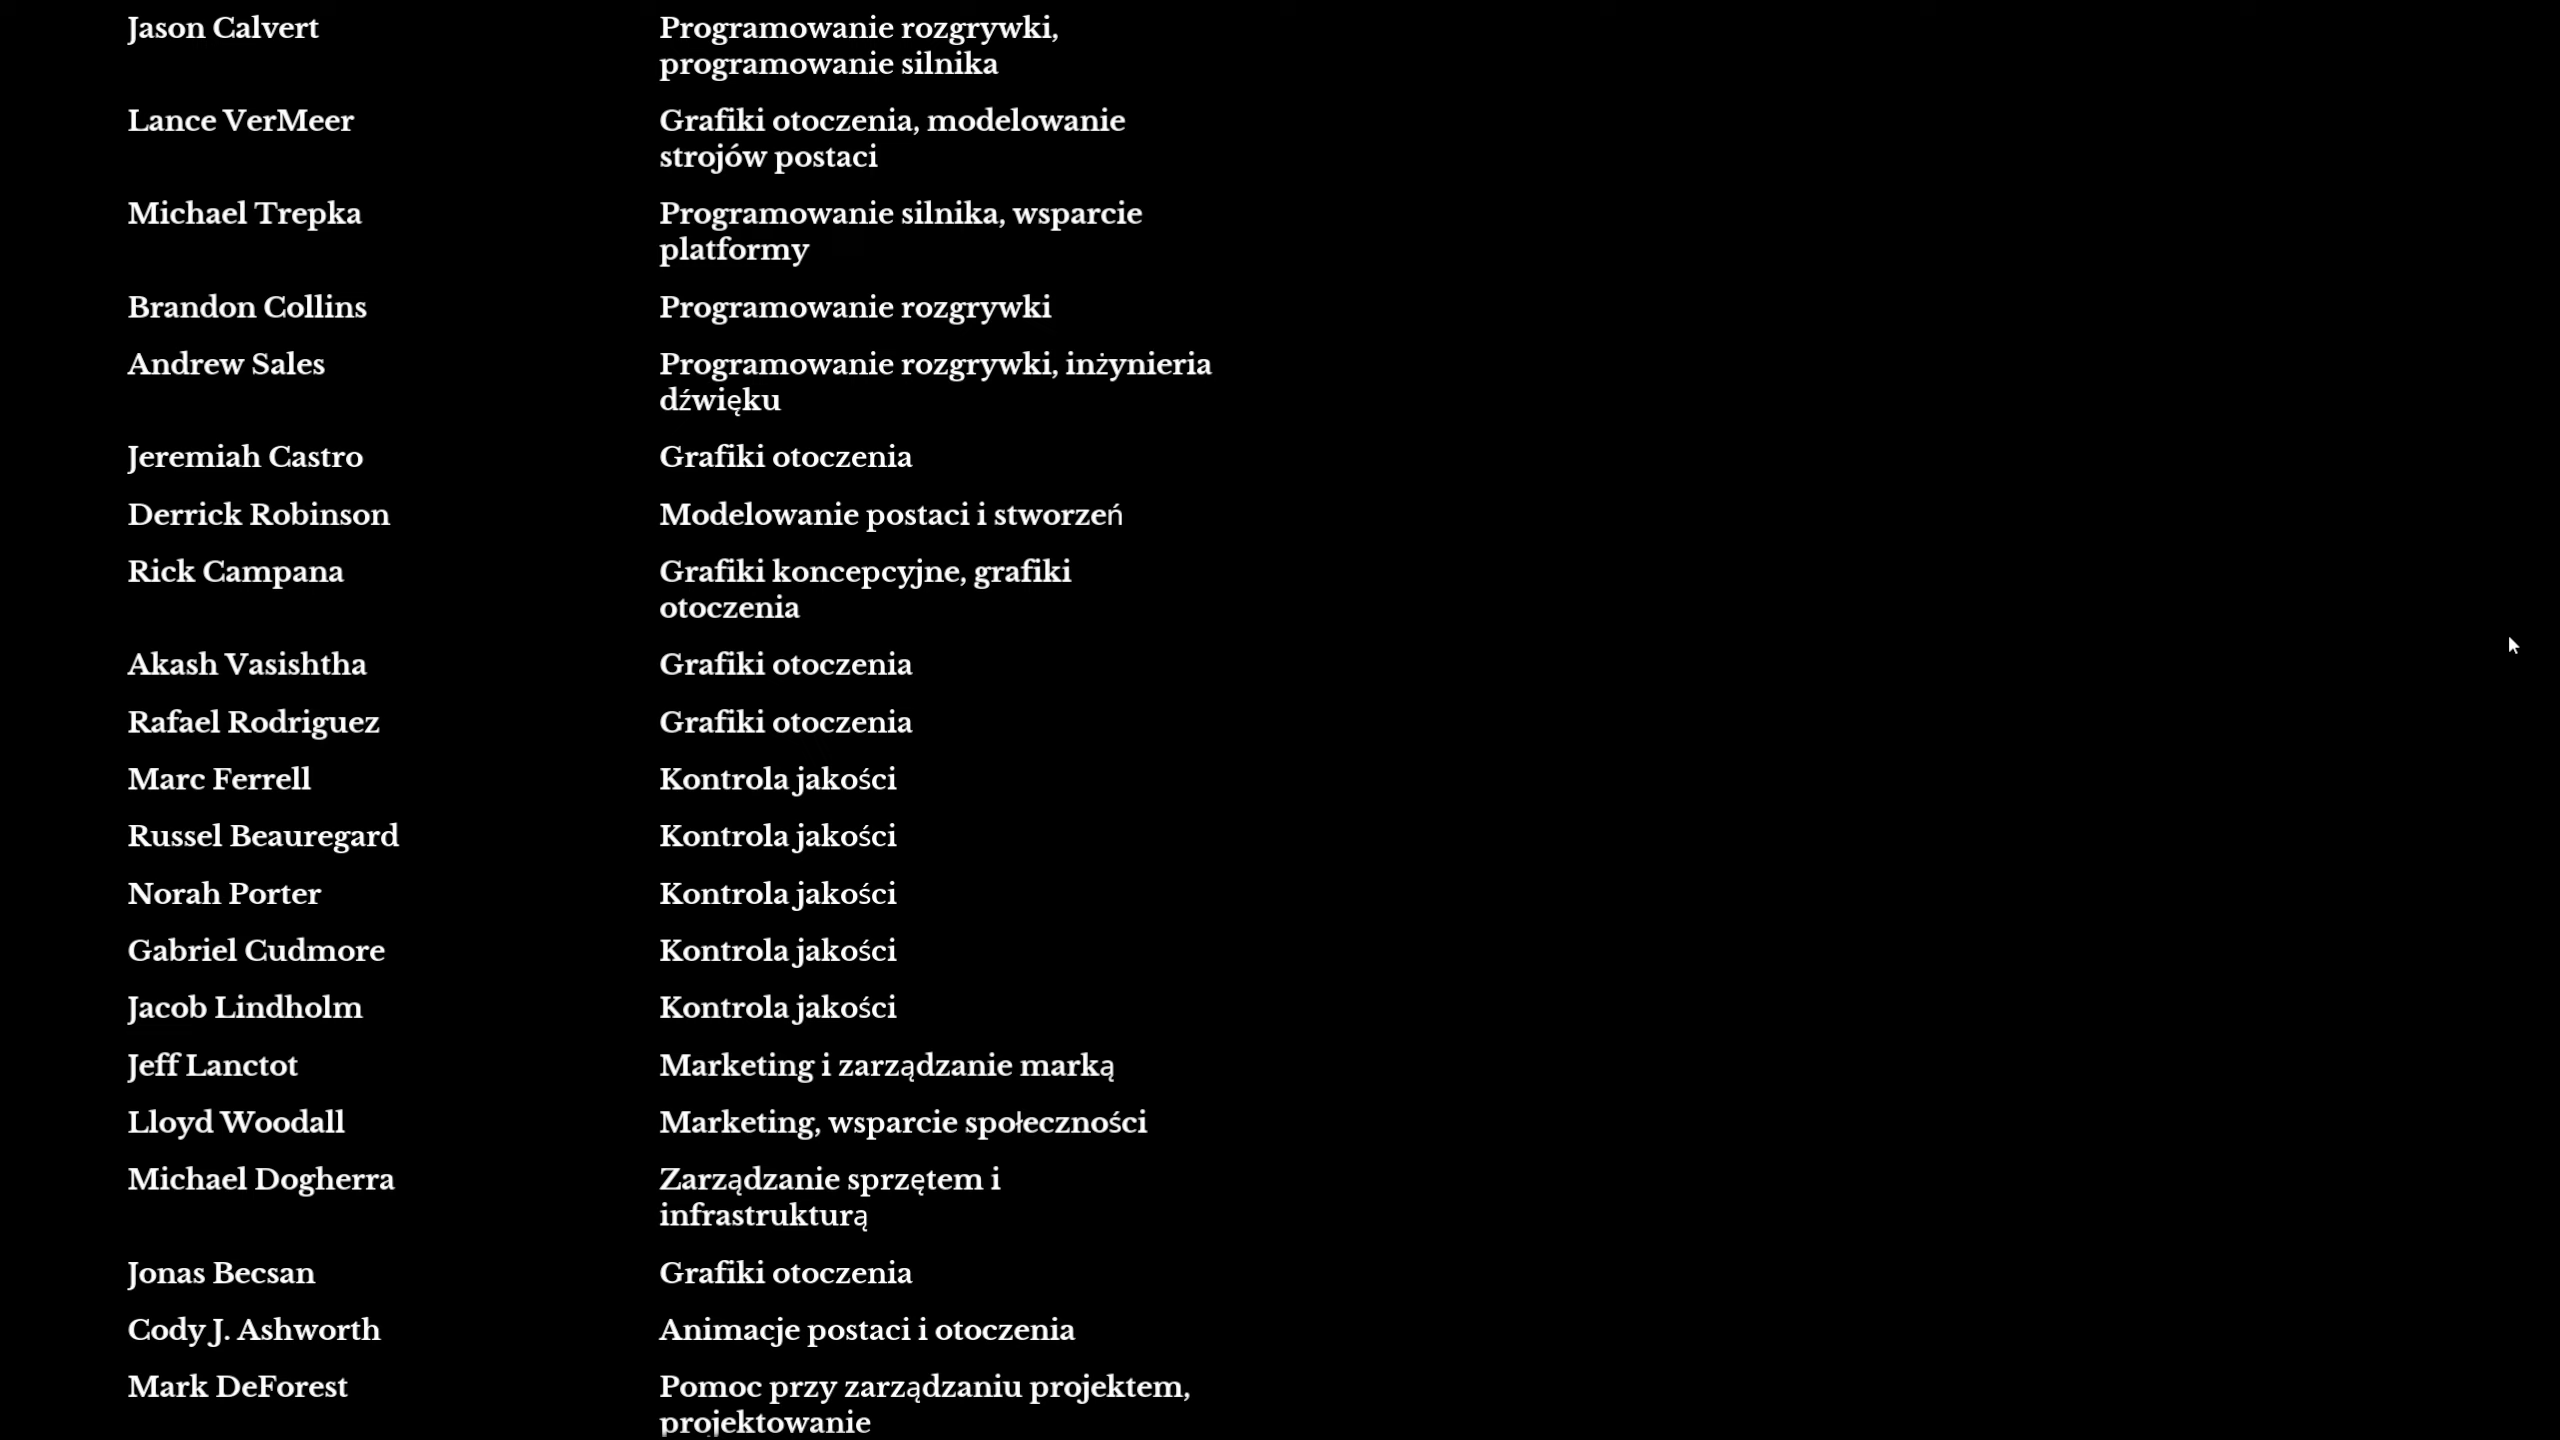 Jason Calvert Programowanie rozgrywki,
programowanie silnika
Lance VerMeer Grafiki otoczenia, modelowanie
strojów postaci
Michael Trepka Programowanie silnika, wsparcie
platformy
Brandon Collins Programowanie rozgrywki
Andrew Sales Programowanie rozgrywki, inżynieria
dźwięku
Jeremiah Castro Grafiki otoczenia
Derrick Robinson Modelowanie postaci i stworzeń
Rick Campana Grafiki koncepcyjne, grafiki
otoczenia
Akash Vasishtha Grafiki otoczenia
Rafael Rodriguez Grafiki otoczenia
Marc Ferrell Kontrola jakości
Russel Beauregard Kontrola jakości
Norah Porter Kontrola jakości
Gabriel Cudmore Kontrola jakości
Jacob Lindholm Kontrola jakości
Jeff Lanctot Marketing i zarządzanie marką
Lloyd Woodall Marketing, wsparcie społeczności
Michael Dogherra Zarządzanie sprzętem i
infrastrukturą
Jonas Becsan Grafiki otoczenia
Cody J. Ashworth Animacje postaci i otoczenia
Mark DeForest Pomoc przy zarządzaniu projektem,
projektowanie